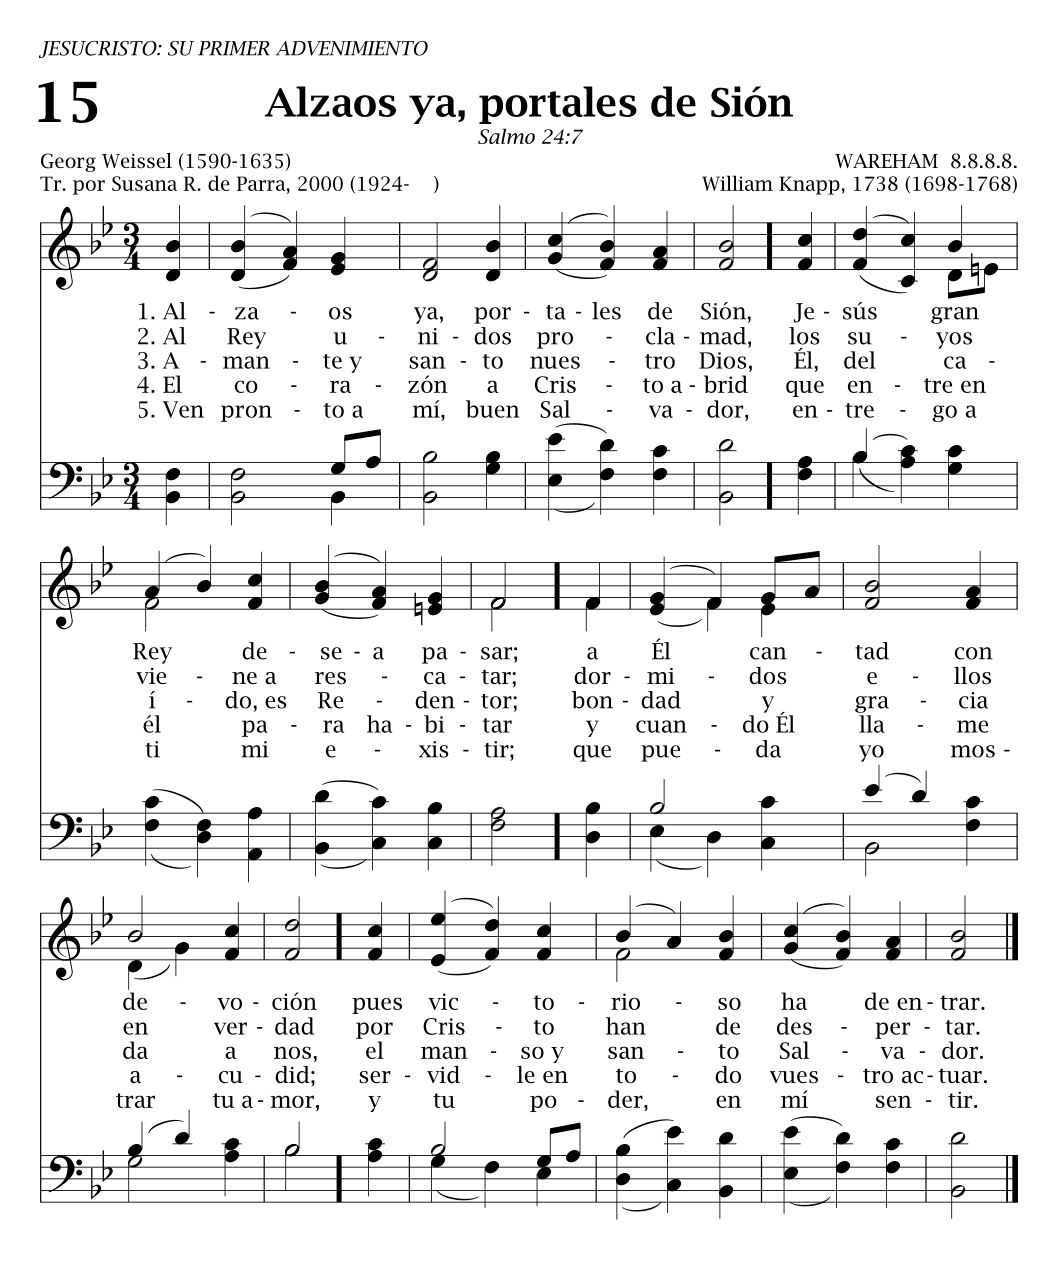 JESUCRISTO: SU PRIMER ADVENIMIENTO
15
Alzaos ya, portales de Sión
Salmo 24:7
Georg Weissel (1590-1635)
WAREHAM 8.8.8.8.
Tr. por Susana R. de Parra, 2000 (1924- )
William Knapp, 1738 (1698-1768)
3 4
1. Al - za - os ya, por - ta - les de Sión, Je - sús gran
2. Al Rey u - ni - dos pro - cla - mad, los su - yos
3. A - man - te y san - to nues - tro Dios, Él, del ca -
4. El co - ra - zón a Cris - to a - brid que en - tre en
5. Ven pron - to a mí, buen Sal - va - dor, en - tre - go a
3 4
Rey de - se - a pa - sar; a Él can - tad con
vie - ne a res - ca - tar; dor - mi - dos e - llos
í - do, es Re - den - tor; bon - dad y gra - cia
él pa - ra ha - bi - tar y cuan - do Él lla - me
ti mi e - xis - tir; que pue - da yo mos -
de - vo - ción pues vic - to - rio - so ha de en - trar.
en ver - dad por Cris - to han de des - per - tar.
da a nos, el man - so y san - to Sal - va - dor.
a - cu - did; ser - vid - le en to - do vues - tro ac - tuar.
trar tu a - mor, y tu po - der, en mí sen - tir.